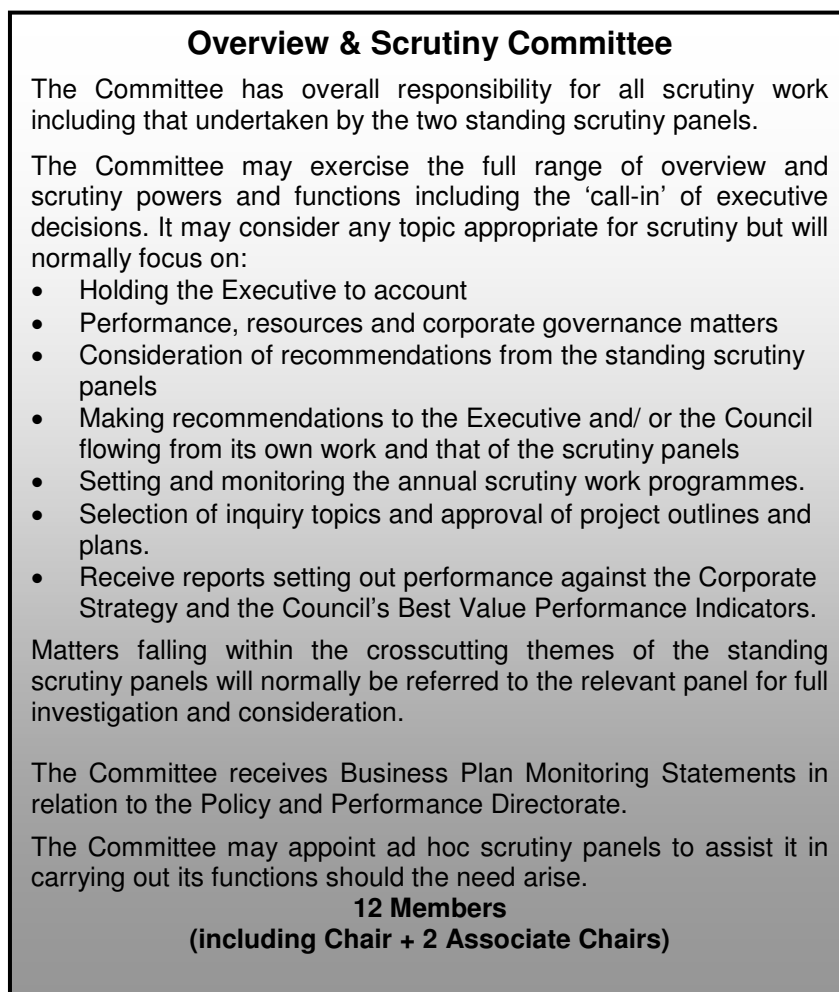 Overview & Scrutiny Committee
The Committee has overall responsibility for all scrutiny work
including that undertaken by the two standing scrutiny panels.
The Committee may exercise the full range of overview and
scrutiny powers and functions including the ‘call-in’ of executive
decisions. It may consider any topic appropriate for scrutiny but will
normally focus on:
• Holding the Executive to account
• Performance, resources and corporate governance matters
• Consideration of recommendations from the standing scrutiny
panels
• Making recommendations to the Executive and/ or the Council
flowing from its own work and that of the scrutiny panels
• Setting and monitoring the annual scrutiny work programmes.
• Selection of inquiry topics and approval of project outlines and
plans.
• Receive reports setting out performance against the Corporate
Strategy and the Council’s Best Value Performance Indicators.
Matters falling within the crosscutting themes of the standing
scrutiny panels will normally be referred to the relevant panel for full
investigation and consideration.
The Committee receives Business Plan Monitoring Statements in
relation to the Policy and Performance Directorate.
The Committee may appoint ad hoc scrutiny panels to assist it in
carrying out its functions should the need arise.
12 Members
(including Chair + 2 Associate Chairs)